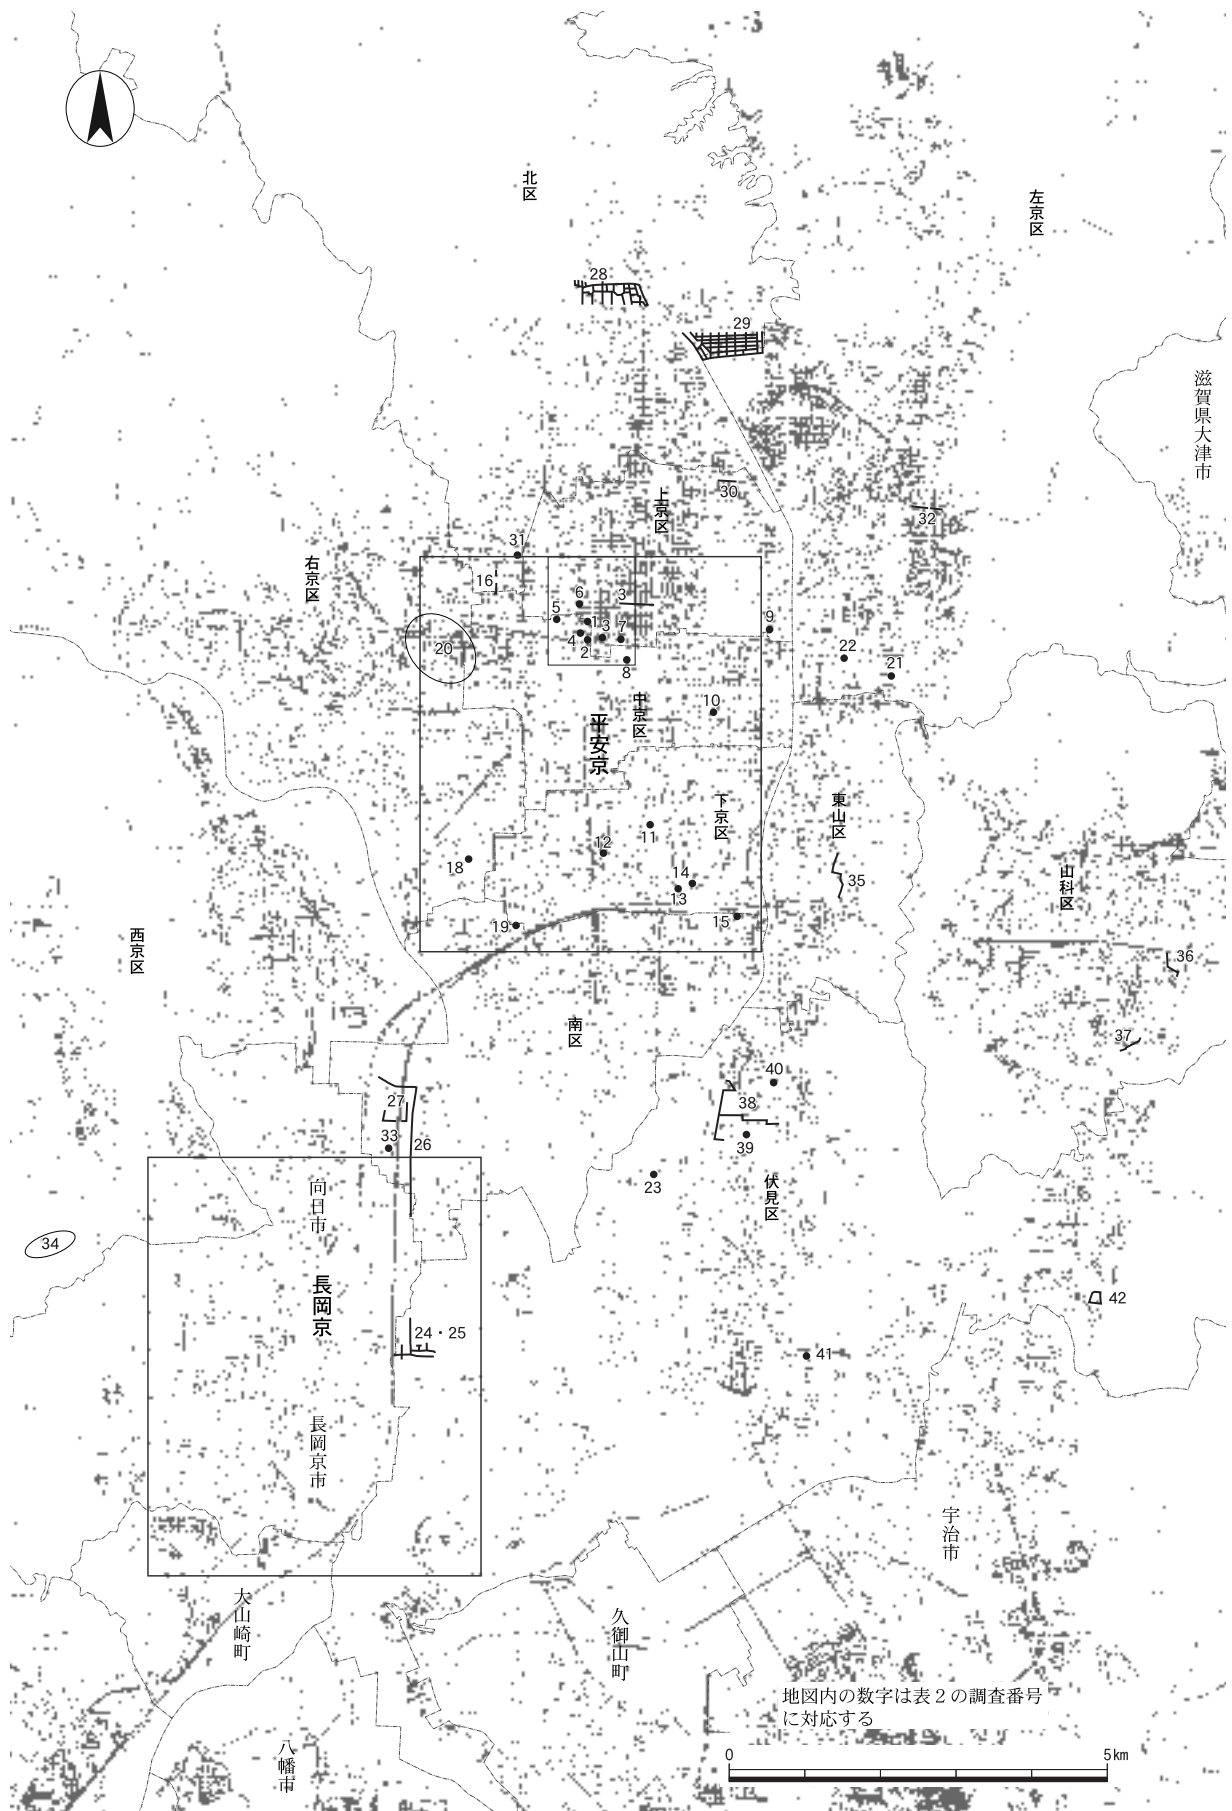 北区
左京区
28
29
滋賀県大津市
30
上京区
32
31
右京区
16
6
3
5
1
3
7
9
4
2
20
8
22
21
中京区
10
平安京
下京区
東山区
11
12
18
14
13
35
山科区
15
19
西京区
36
南区
37
40
27
38
33
26
39
23
向日市
伏見区
34
長岡京
42
24・25
41
長岡京市
宇治市
大山崎町
久御山町
地図内の数字は表2の調査番号
に対応する
八幡市
0
5km